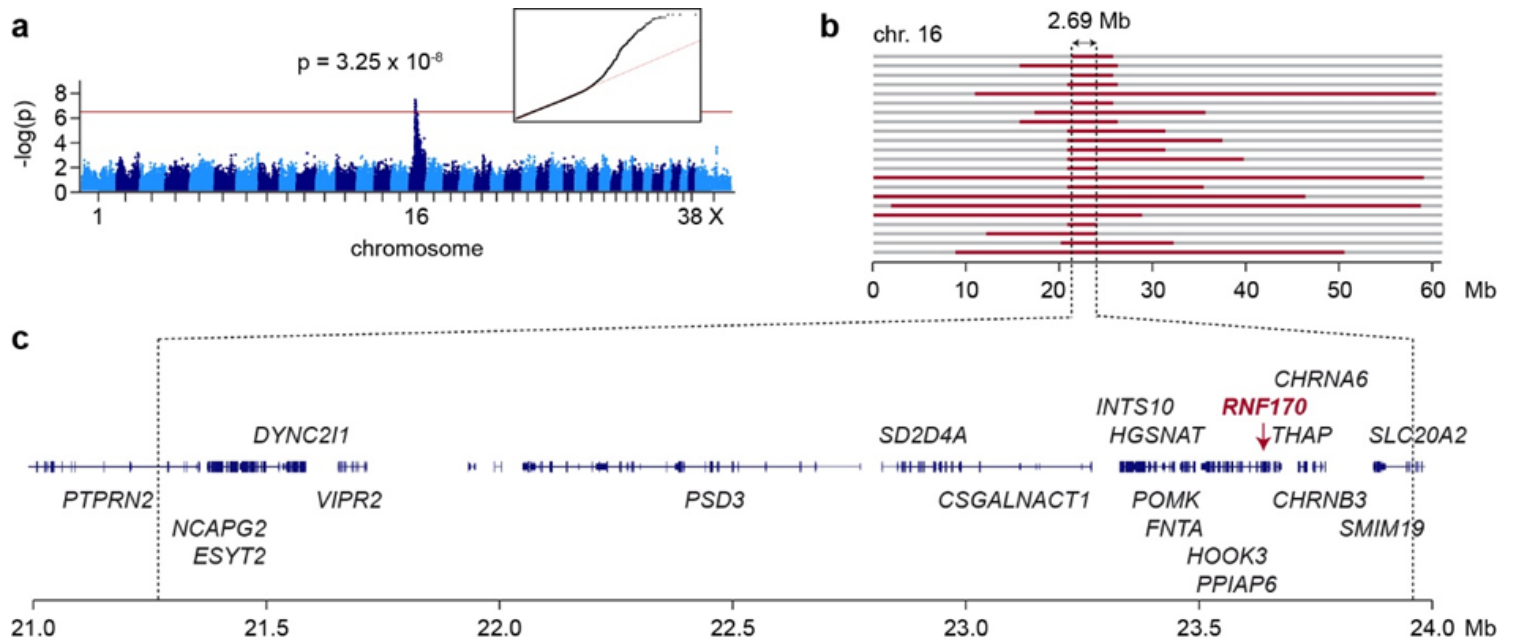 a
p = 3.25 x 10-8
-log(p)
8
6
4
2
0
1 16 38 X
chromosome
b
2.69 Mb
chr. 16
0 10 20 30 40 50 60 Mb
c
CHRNA6
INTS10 RNF170
DYNC2I1 SD2D4A HGSNAT THAP SLC20A2
PTPRN2 VIPR2 PSD3 CSGALNACT1 POMK CHRNB3
NCAPG2 FNTA SMIM19
ESYT2 HOOK3
PPIAP6
21.0 21.5 22.0 22.5 23.0 23.5 24.0 Mb